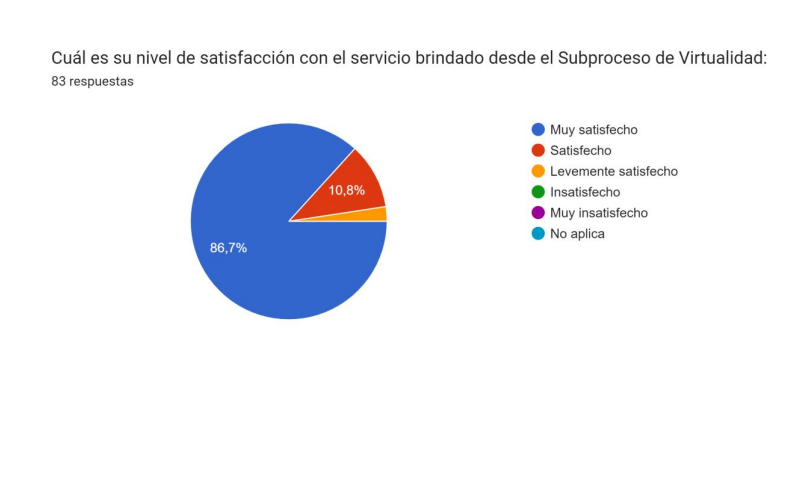 Cuál es su nivel de satisfacción con el servicio brindado desde el Subproceso de Virtualidad:
83 respuestas
Muy satisfecho
Satisfecho
Levemente satisfecho
Insatisfecho
Muy insatisfecho
No aplica
10,8%
86,7%